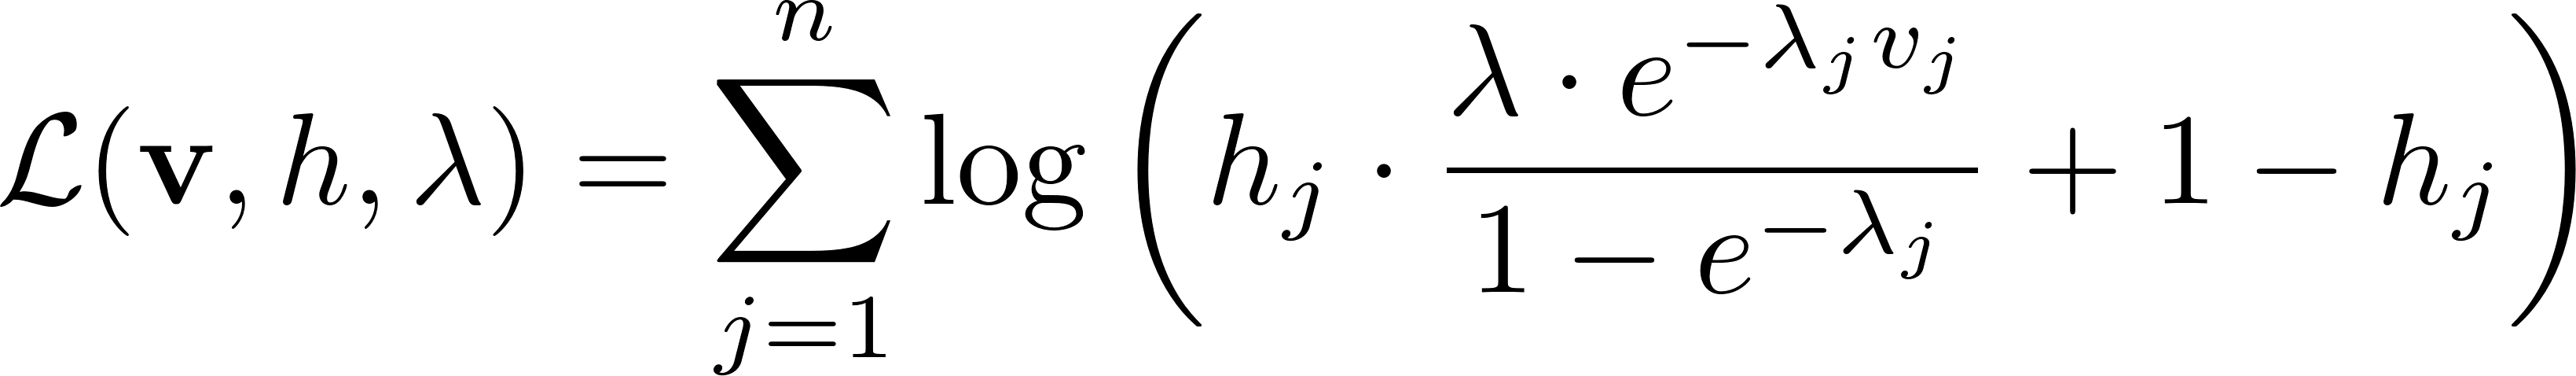 \mathcal{L}(\mathbf{v}, h, \lambda) = \sum_{j=1}^{n} \log \left( h_j \cdot \frac{\lambda \cdot e^{-\lambda_j v_j}}{1 - e^{-\lambda_j}} + 1 - h_j \right)